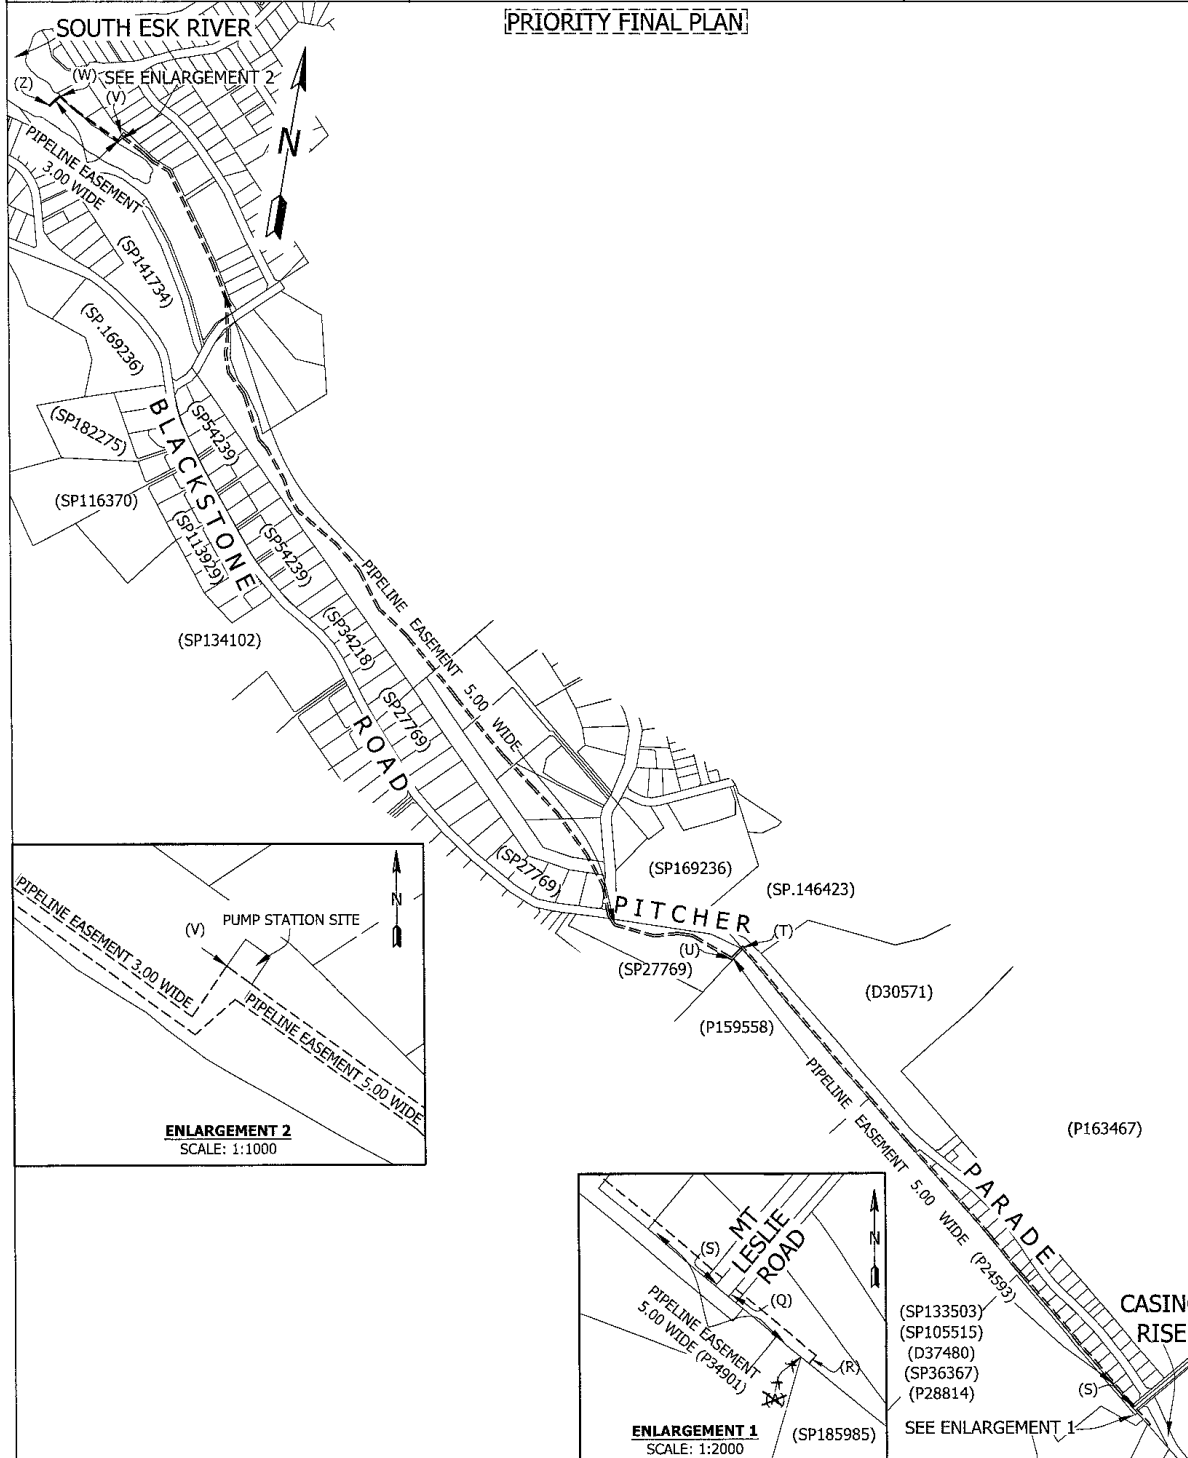 PRIORITY FINAL PLAN
SOUTH ESK RIVER
(Z)
(W)
SEE ENLARGEMENT 2
(V)
N
PIPELINE EASEMENT
3.00 WIDE
(SP141734)
(SP.169236)
(SP182275)
(SP54239)
(SP116370)
(SP113929)
(SP54239)
BLACKSTONE
ROAD
(SP134102)
(SP34218)
(SP27769)
PIPELINE EASEMENT 5.00 WIDE
(SP27769)
(SP169236)
(SP.146423)
PITCHER
PARADE
(T)
(U)
(SP27769)
(D30571)
(P159558)
PIPELINE EASEMENT 5.00 WIDE (P24593)
(P163467)
(SP133503)
(SP105515)
(D37480)
(SP36367)
(P28814)
(S)
SEE ENLARGEMENT 1
CASINO
RISE
PIPELINE EASEMENT 3.00 WIDE
(V)
PUMP STATION SITE
N
PIPELINE EASEMENT 5.00 WIDE
ENLARGEMENT 2
SCALE: 1:1000
MT
LESLIE
ROAD
N
(S)
(Q)
(R)
PIPELINE EASEMENT
5.00 WIDE (P34901)
(A)
(SP185985)
ENLARGEMENT 1
SCALE: 1:2000